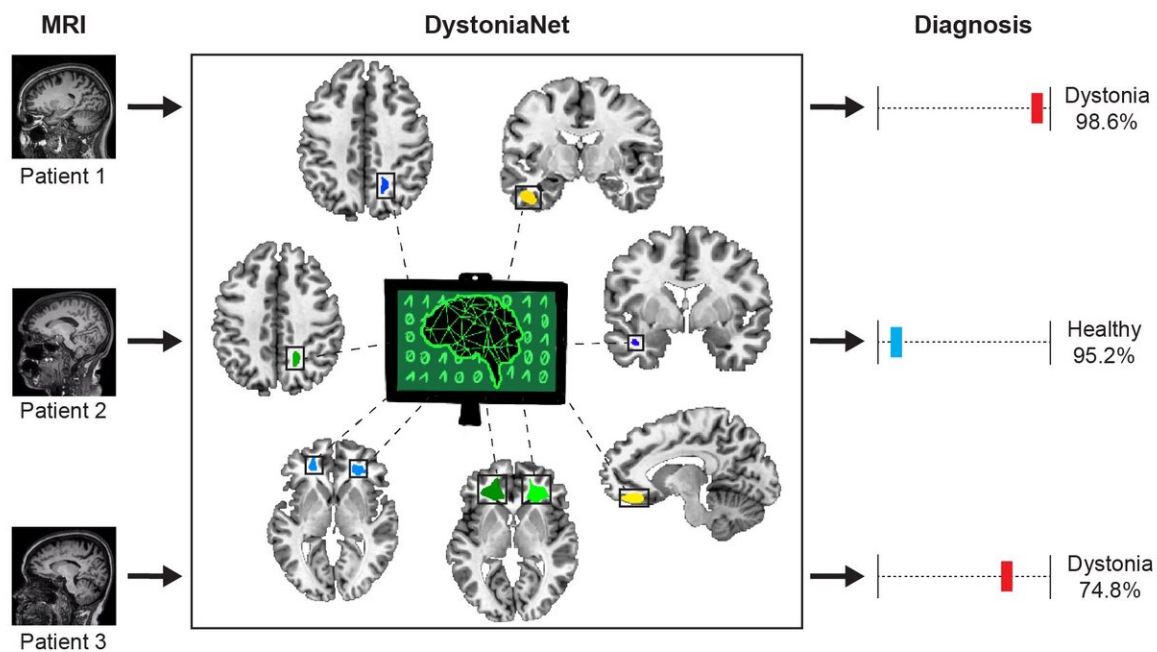 MRI
DystoniaNet
Diagnosis
Patient 1
Dystonia
98.6%
Patient 2
Healthy
95.2%
Patient 3
Dystonia
74.8%